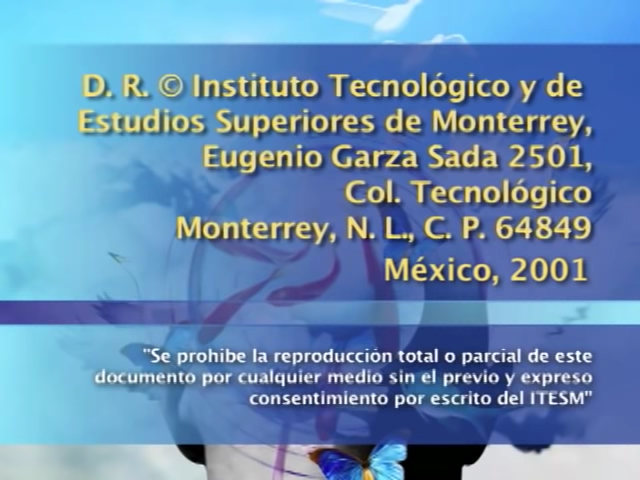 D. R. © Instituto Tecnológico y de
Estudios Superiores de Monterrey,
Eugenio Garza Sada 2501,
Col. Tecnológico
Monterrey, N. L., C. P. 64849
México, 2001
"Se prohibe la reproducción total o parcial de este
documento por cualquier medio sin el previo y expreso
consentimiento por escrito del ITESM"